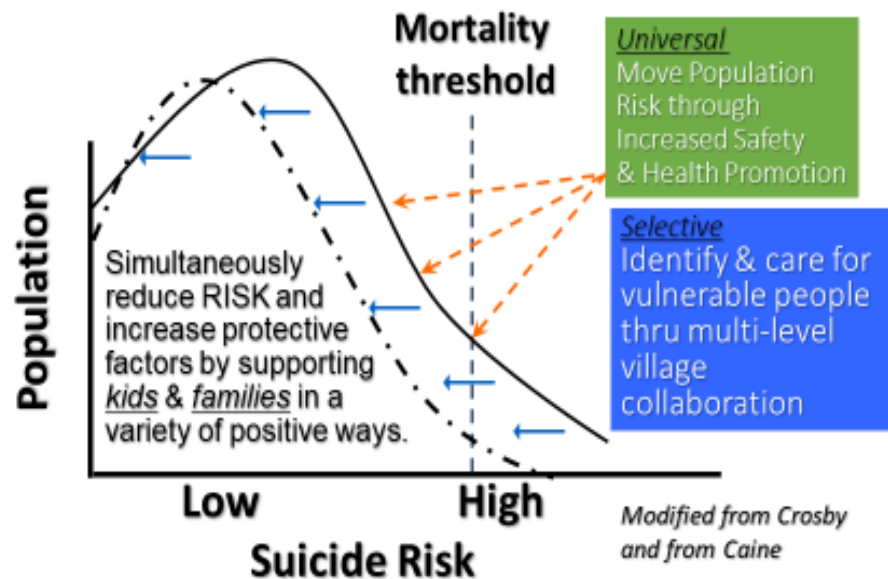 Mortality
threshold
Universal
Move Population
Risk through
Increased Safety
& Health Promotion
Selective
Identify & care for
vulnerable people
thru multi-level
village
collaboration
Population
Simultaneously
reduce RISK and
increase protective
factors by supporting
kids & families in a
variety of positive ways.
Low
High
Suicide Risk
Modified from Crosby
and from Caine